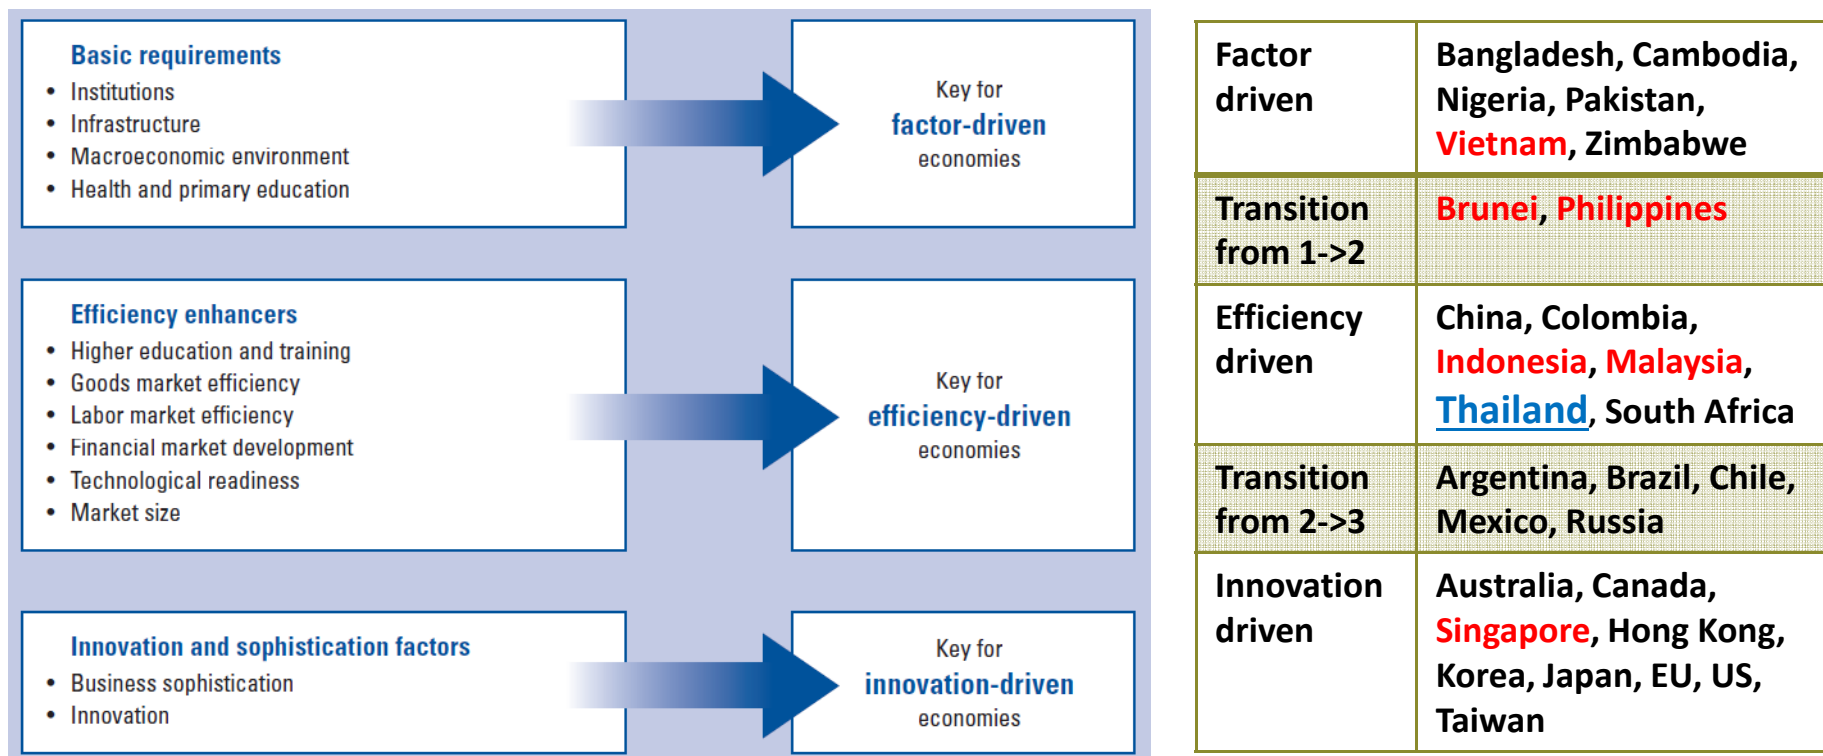 Basic requirements
• Institutions
• Infrastructure
• Macroeconomic environment
• Health and primary education
Key for
factor-driven
economies
Efficiency enhancers
• Higher education and training
• Goods market efficiency
• Labor market efficiency
• Financial market development
• Technological readiness
• Market size
Key for
efficiency-driven
economies
Innovation and sophistication factors
• Business sophistication
• Innovation
Key for
innovation-driven
economies
Factor
driven
Bangladesh, Cambodia,
Nigeria, Pakistan,
Vietnam, Zimbabwe
Transition
from 1->2
Brunei, Philippines
Efficiency
driven
China, Colombia,
Indonesia, Malaysia,
Thailand, South Africa
Transition
from 2->3
Argentina, Brazil, Chile,
Mexico, Russia
Innovation
driven
Australia, Canada,
Singapore, Hong Kong,
Korea, Japan, EU, US,
Taiwan